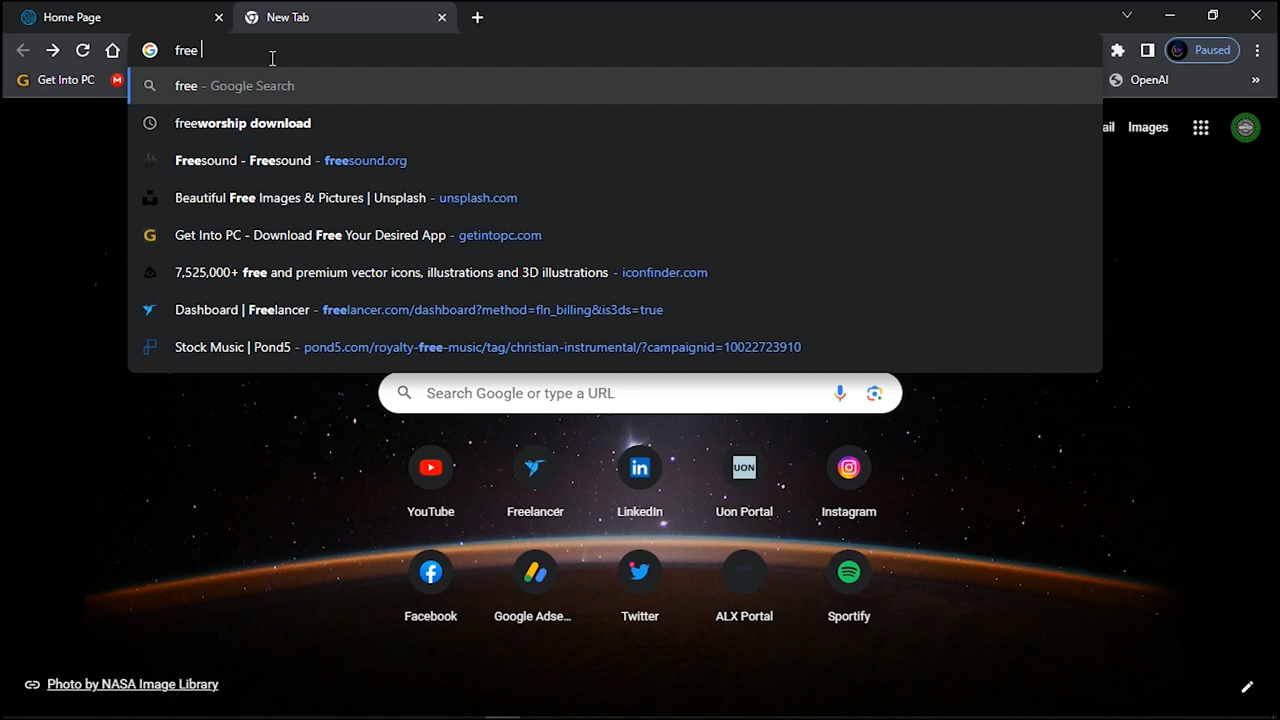 Home Page
New Tab
free
Paused
Get Into PC
OpenAI
free - Google Search
freeworship download
Freesound - Freesound - freesound.org
Beautiful Free Images & Pictures | Unsplash - unsplash.com
Get Into PC - Download Free Your Desired App - getintopc.com
7,525,000+ free and premium vector icons, illustrations and 3D illustrations - iconfinder.com
Dashboard | Freelancer - freelancer.com/dashboard?method=fln_billing&is3ds=true
Stock Music | Pond5 - pond5.com/royalty-free-music/tag/christian-instrumental/?campaignid=10022723910
ail Images
Search Google or type a URL
UON
YouTube Freelancer LinkedIn Uon Portal Instagram
Facebook Google Adse... Twitter ALX Portal Sportify
Photo by NASA Image Library